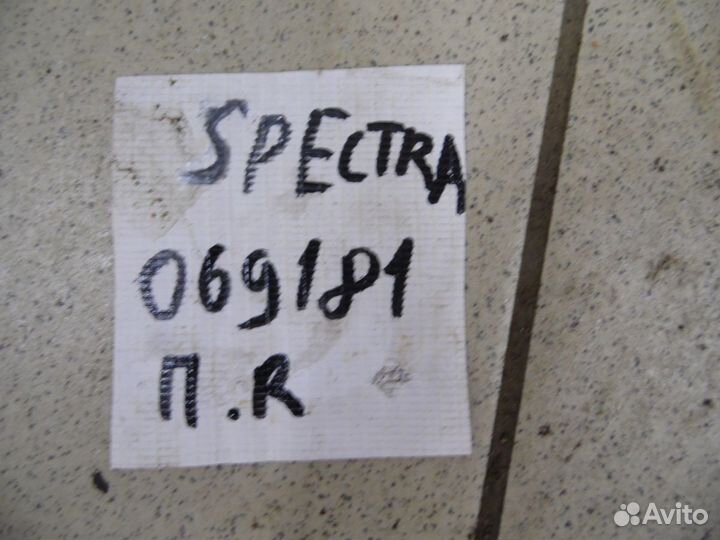 SPECTRA
069181
П.R
Avito